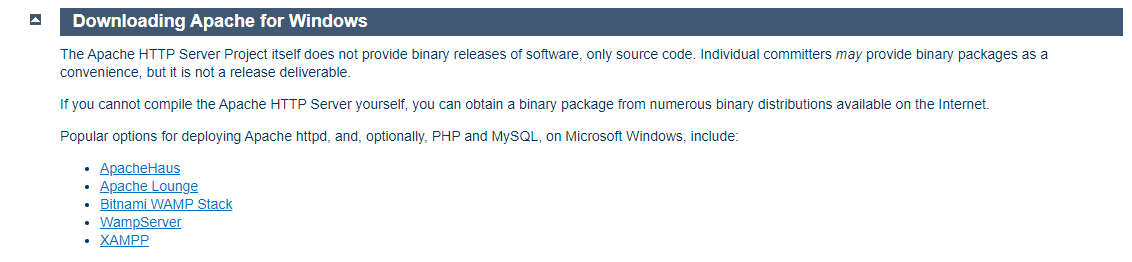 Downloading Apache for Windows
The Apache HTTP Server Project itself does not provide binary releases of software, only source code. Individual committers may provide binary packages as a
convenience, but it is not a release deliverable.
If you cannot compile the Apache HTTP Server yourself, you can obtain a binary package from numerous binary distributions available on the Internet.
Popular options for deploying Apache httpd, and, optionally, PHP and MySQL, on Microsoft Windows, include:
• ApacheHaus
• Apache Lounge
• Bitnami WAMP Stack
• WampServer
• XAMPP